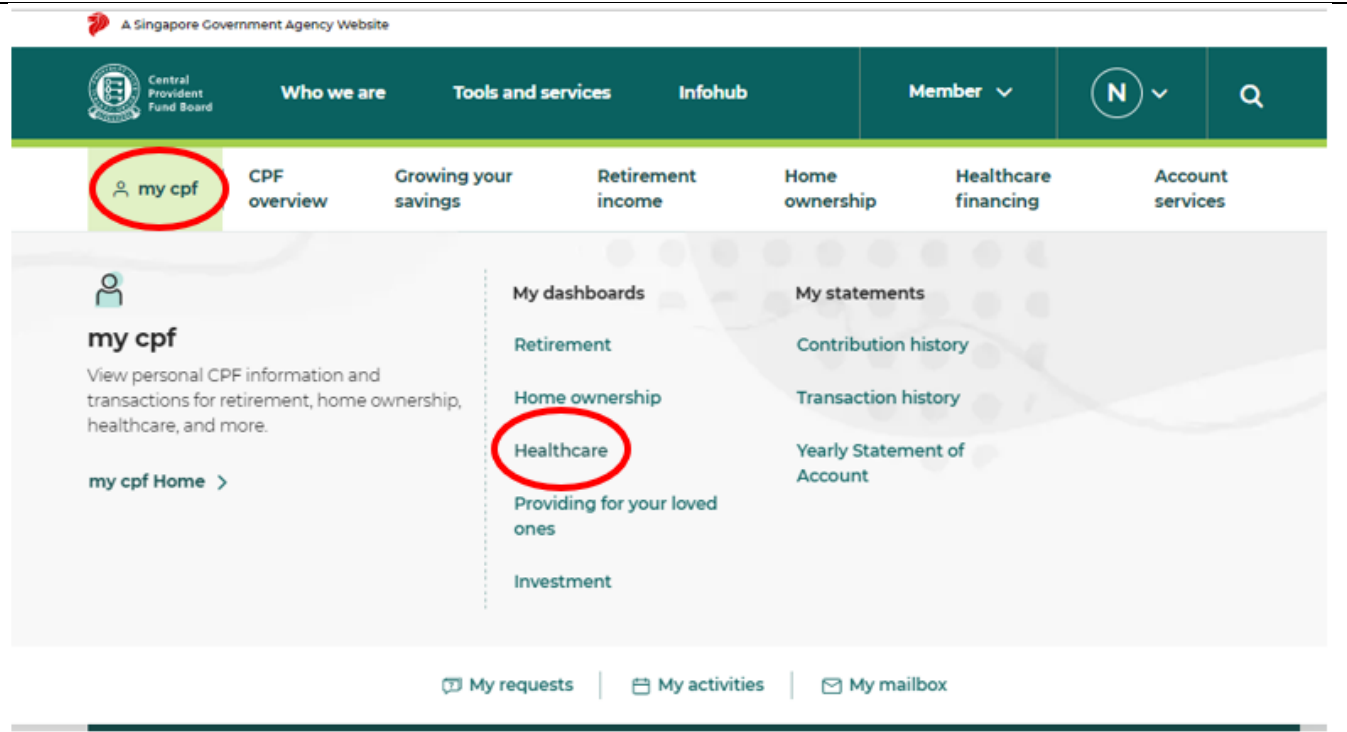 A Singapore Government Agency Website
Central
Provident
Fund Board
Who we are
Tools and services
Infohub
Member
N
my cpf
CPF
overview
Growing your
savings
Retirement
income
Home
ownership
Healthcare
financing
Account
services
my cpf
View personal CPF information and
transactions for retirement, home ownership,
healthcare, and more.
my cpf Home >
My dashboards
Retirement
Home ownership
Healthcare
Providing for your loved
ones
Investment
My statements
Contribution history
Transaction history
Yearly Statement of
Account
My requests
My activities
My mailbox